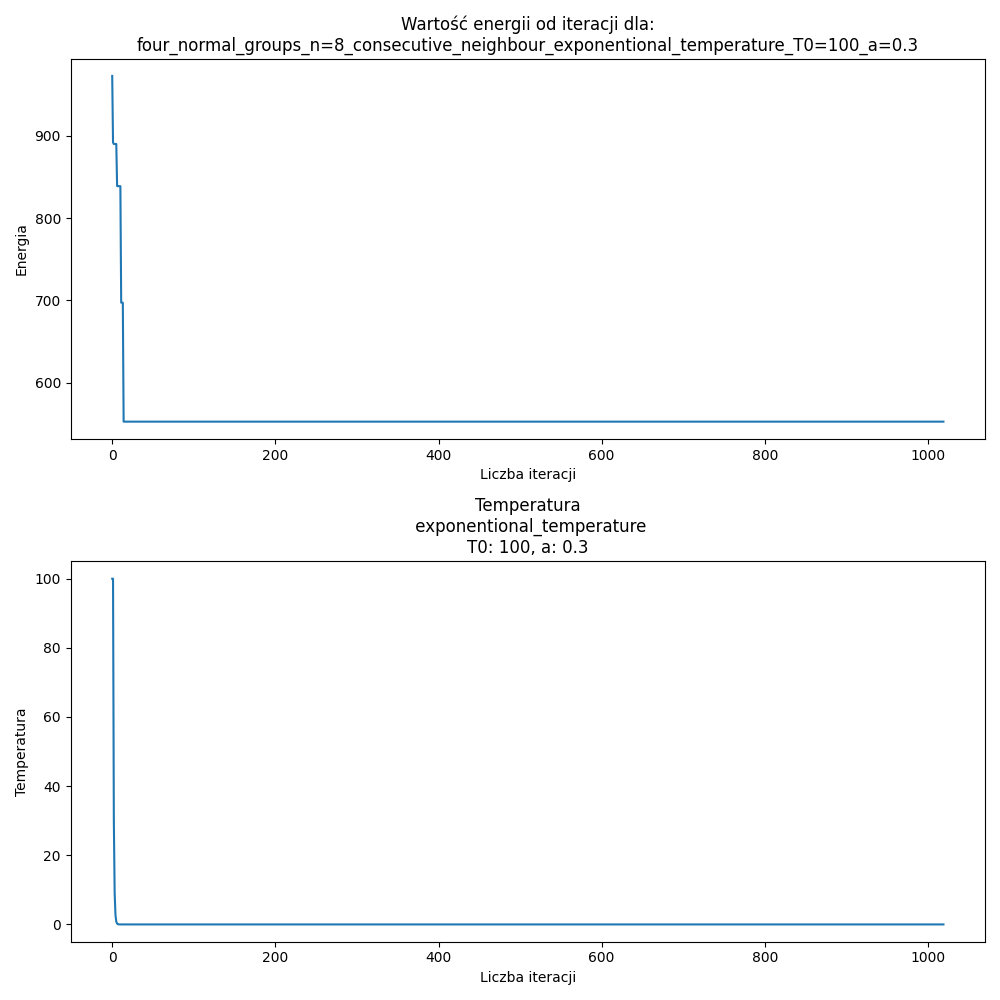 Wartość energii od iteracji dla:
four_normal_groups_n=8_consecutive_neighbour_exponentional_temperature_T0=100_a=0.3
900
800
700
600
Energia
0 200 400 600 800 1000
Liczba iteracji
Temperatura
exponentional_temperature
T0: 100, a: 0.3
100
80
60
40
20
0
Temperatura
0 200 400 600 800 1000
Liczba iteracji